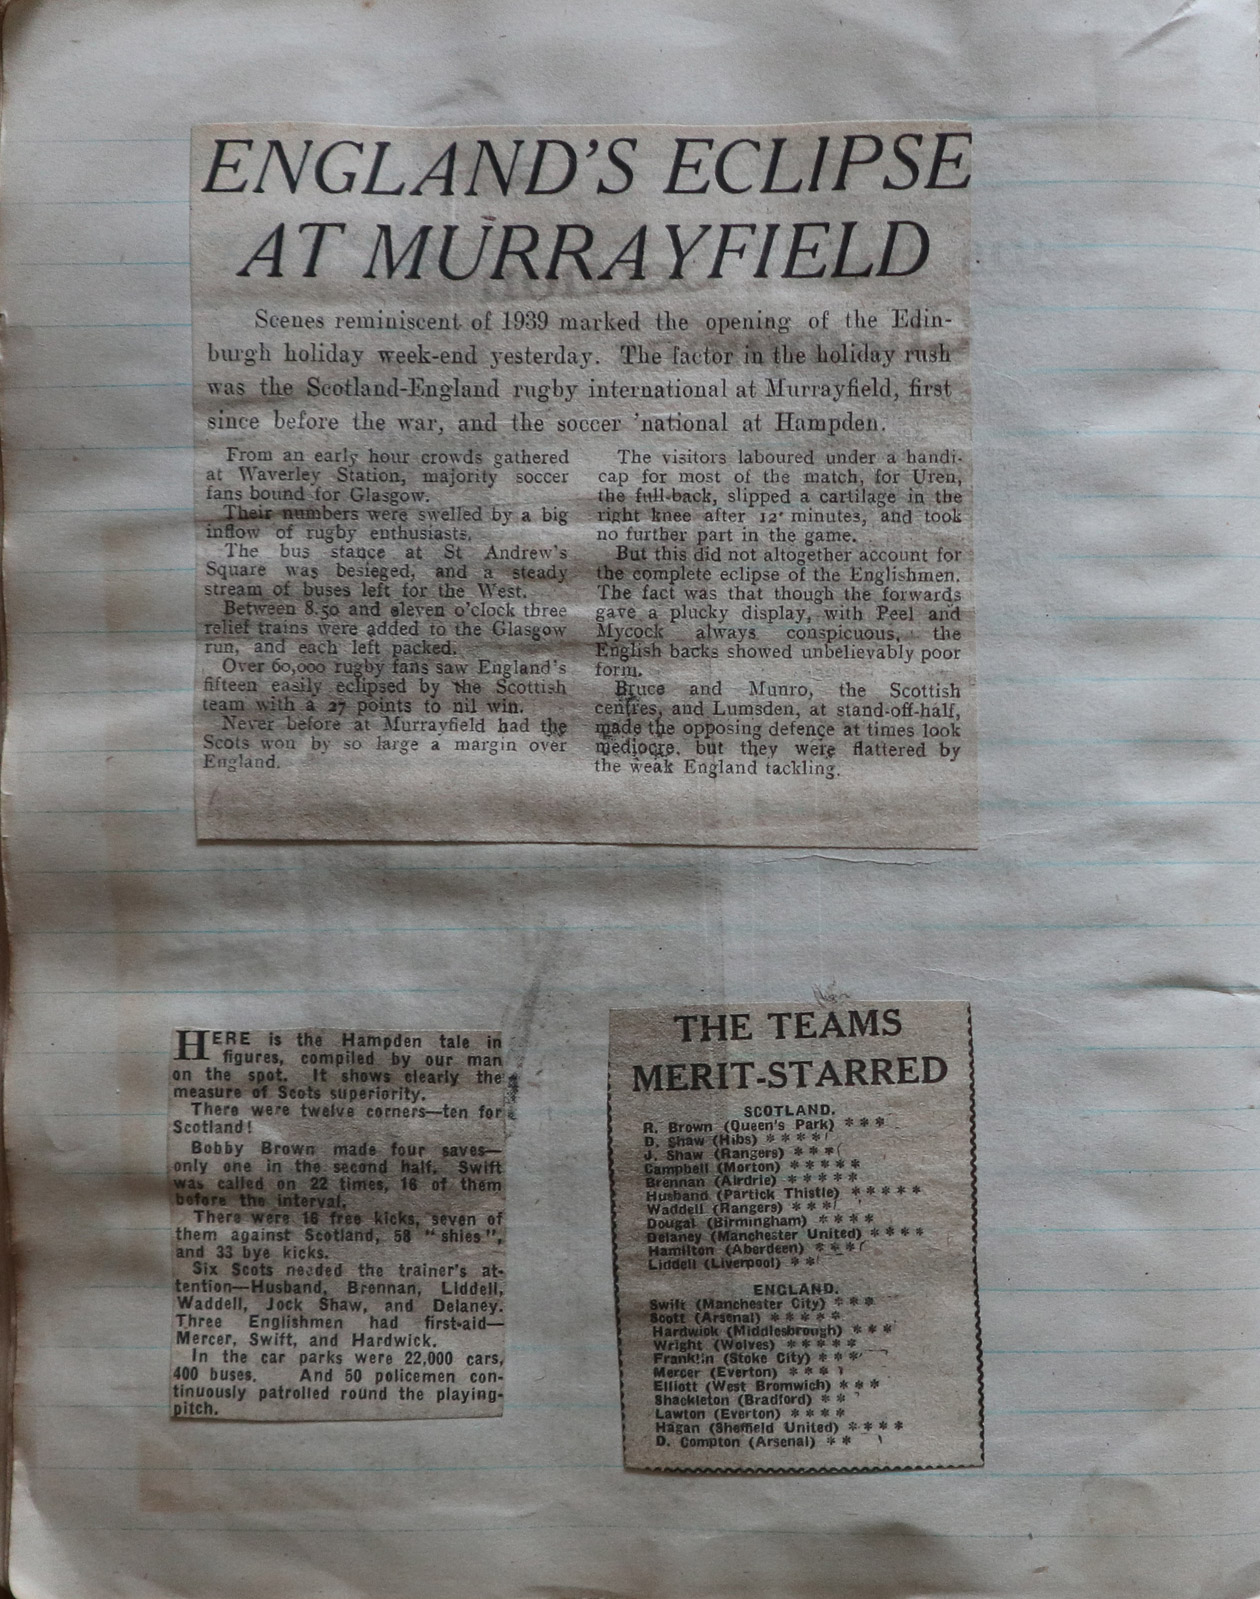 ENGLAND'S ECLIPSE
AT MURRAYFIELD
Scenes reminiscent of 1939 marked the opening of the Edin-
burgh holiday week-end yesterday. The factor in the holiday rush
was the Scotland-England rugby international at Murrayfield, first
since before the war, and the soccer 'national at Hampden.
From an early hour crowds gathered
at Waverley Station, majority soccer
fans bound for Glasgow.
Their numbers were swelled by a big
inflow of rugby enthusiasts.
The bus stance at St Andrew's
Square was besieged, and a steady
stream of buses left for the West.
Between 8.50 and eleven o'clock three
relief trains were added to the Glasgow
run, and each left packed.
Over 60,000 rugby fans saw England's
fifteen easily eclipsed by the Scottish
team with a 27 points to nil win.
Never before at Murrayfield had the
Scots won by so large a margin over
England.
The visitors laboured under a handi-
cap for most of the match, for Uren,
the full-back, slipped a cartilage in the
right knee after 12 minutes, and took
no further part in the game.
But this did not altogether account for
the complete eclipse of the Englishmen.
The fact was that though the forwards
gave a plucky display, with Peel and
Mycock always conspicuous, the
English backs showed unbelievably poor
form.
Bruce and Munro, the Scottish
centres, and Lumsden, at stand-off-half,
made the opposing defence at times look
mediocre, but they were flattered by
the weak England tackling.
HERE is the Hampden tale in
figures, compiled by our man
on the spot. It shows clearly the
measure of Scots superiority.
There were twelve corners—ten for
Scotland!
Bobby Brown made four saves—
only one in the second half. Swift
was called on 22 times, 16 of them
before the interval.
There were 16 free kicks, seven of
them against Scotland, 58 "shies",
and 33 bye kicks.
Six Scots needed the trainer's at-
tention—Husband, Brennan, Liddell,
Waddell, Jock Shaw, and Delaney.
Three Englishmen had first-aid—
Mercer, Swift, and Hardwick.
In the car parks were 22,000 cars,
400 buses. And 50 policemen con-
tinuously patrolled round the playing-
pitch.
THE TEAMS
MERIT-STARRED
SCOTLAND.
R. Brown (Queen's Park) * * *
D. Shaw (Hibs) * * * *
J. Shaw (Rangers) * * *
Campbell (Morton) * * * * *
Brennan (Airdrie) * * * * *
Husband (Partick Thistle) * * * * *
Waddell (Rangers) * * *
Dougal (Birmingham) * * * *
Delaney (Manchester United) * * * *
Hamilton (Aberdeen) * * *
Liddell (Liverpool) * *
ENGLAND.
Swift (Manchester City) * * *
Scott (Arsenal) * * * * *
Hardwick (Middlesbrough) * * *
Wright (Wolves) * * * * *
Franklin (Stoke City) * * *
Mercer (Everton) * * *
Elliott (West Bromwich) * * *
Shackleton (Bradford) * *
Lawton (Everton) * * * *
Hagan (Sheffield United) * * * *
D. Compton (Arsenal) * *